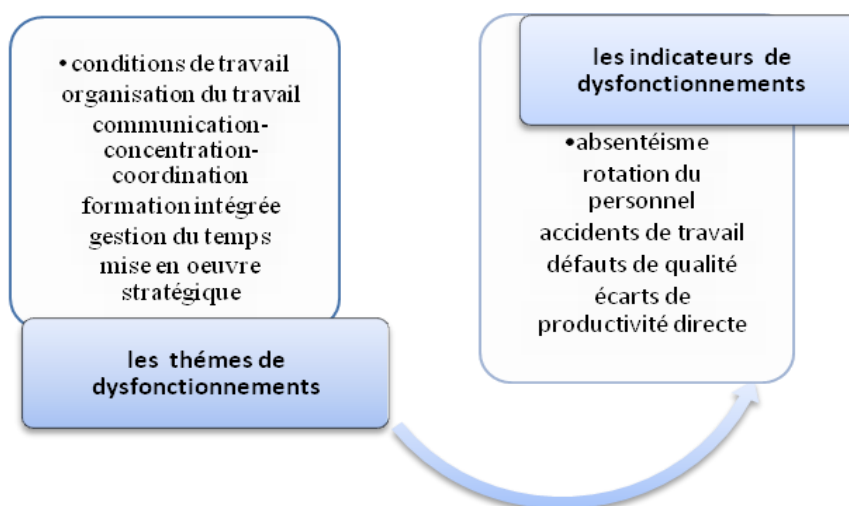 • conditions de travail
organisation du travail
communication-
concentration-
coordination
formation intégrée
gestion du temps
mise en oeuvre
stratégique
les thémes de
dysfonctionnements
les indicateurs de
dysfonctionnements
•absentéisme
rotation du
personnel
accidents de travail
défauts de qualité
écarts de
productivité directe